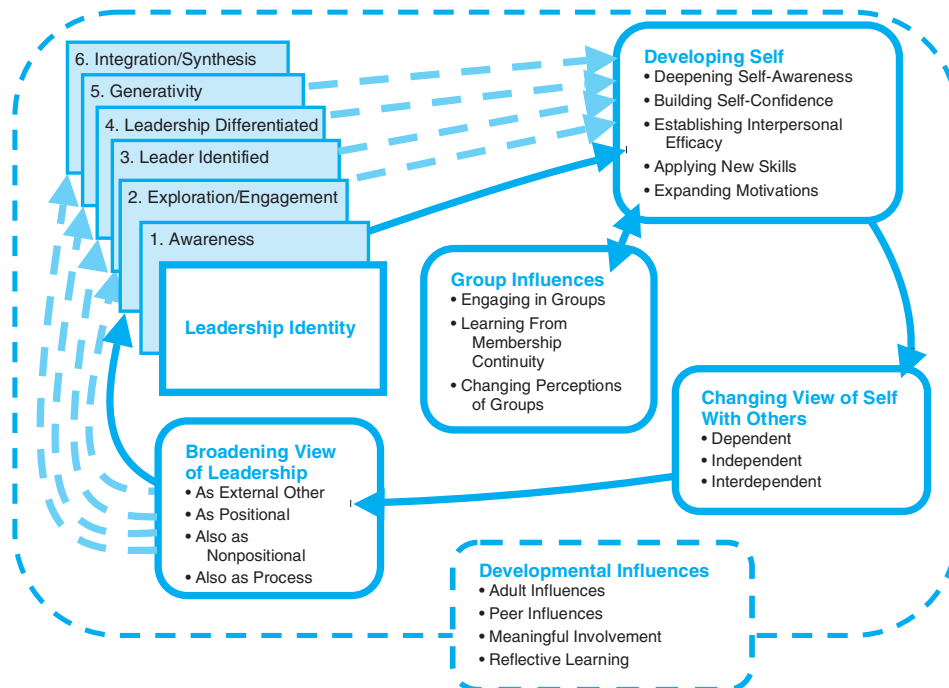 6. Integration/Synthesis
5. Generativity
4. Leadership Differentiated
3. Leader Identified
2. Exploration/Engagement
1. Awareness
Leadership Identity
Developing Self
• Deepening Self-Awareness
• Building Self-Confidence
• Establishing Interpersonal
Efficacy
• Applying New Skills
• Expanding Motivations
Group Influences
• Engaging in Groups
• Learning From
Membership
Continuity
• Changing Perceptions
of Groups
Changing View of Self
With Others
• Dependent
• Independent
• Interdependent
Broadening View
of Leadership
• As External Other
• As Positional
• Also as
Nonpositional
• Also as Process
Developmental Influences
• Adult Influences
• Peer Influences
• Meaningful Involvement
• Reflective Learning